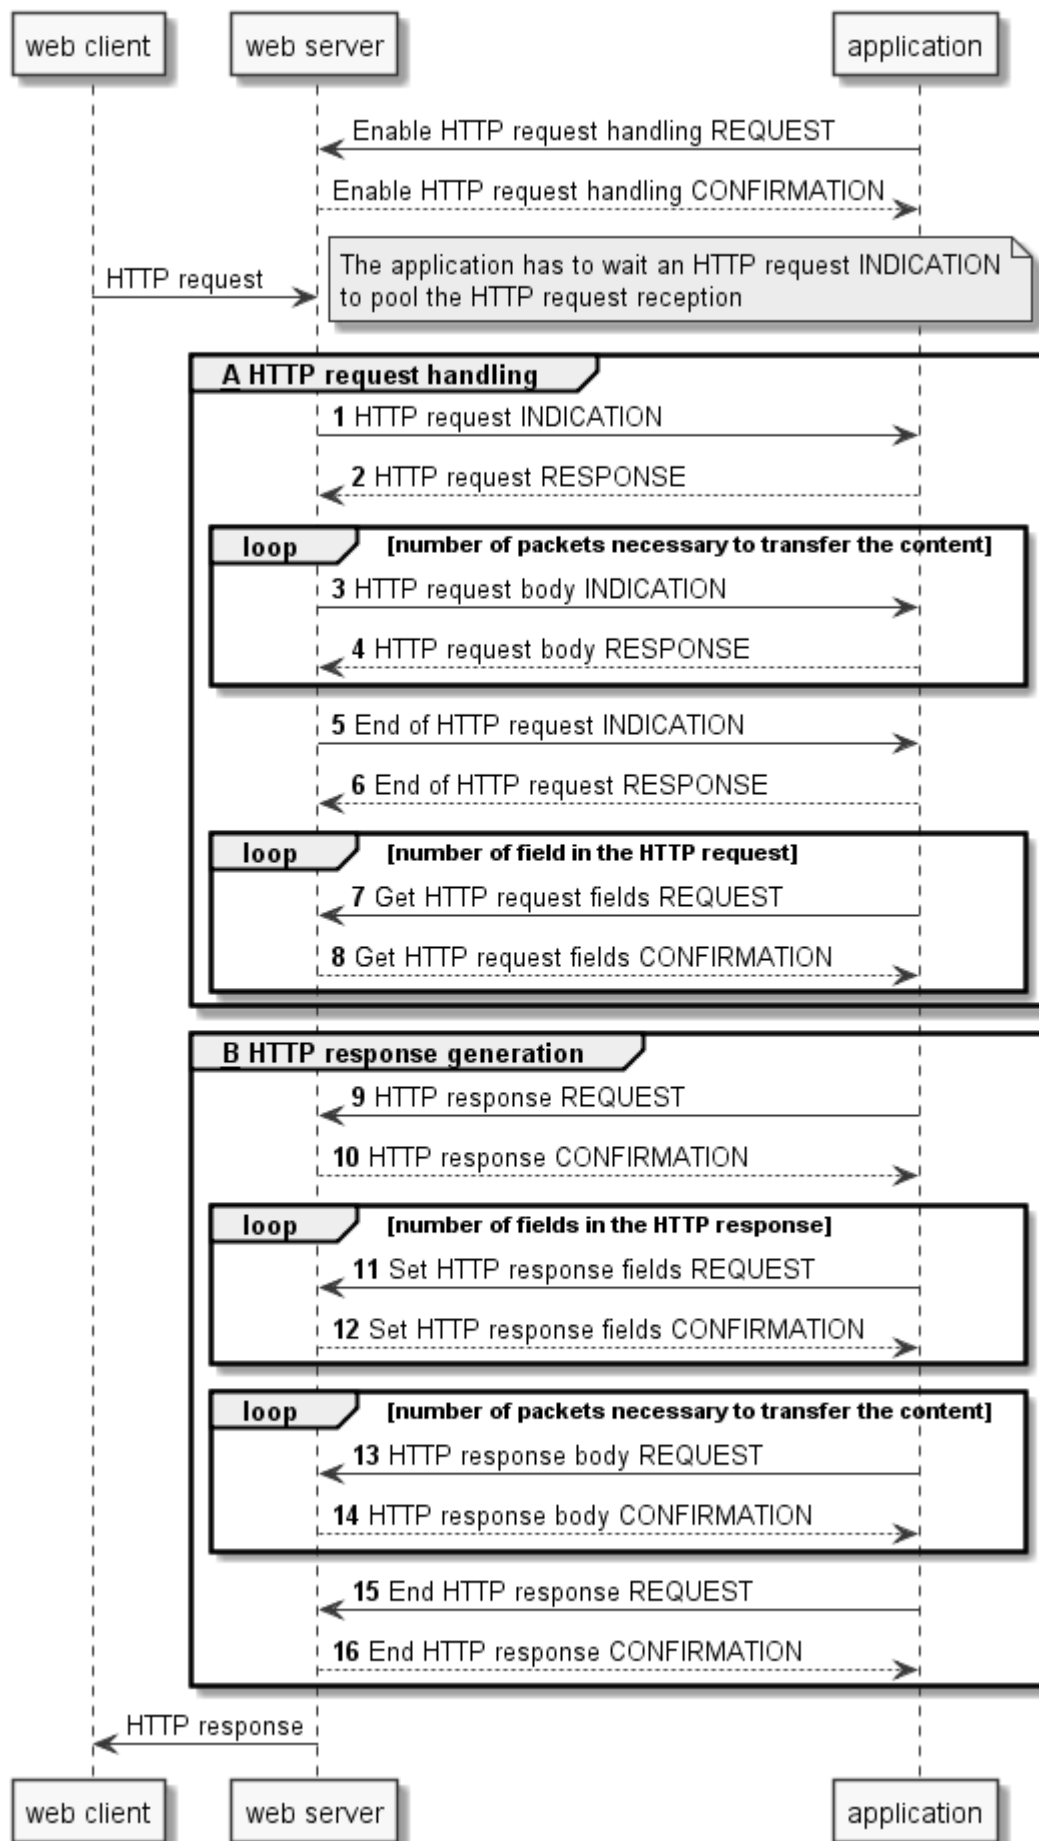 web client
web server
application
Enable HTTP request handling REQUEST
Enable HTTP request handling CONFIRMATION
HTTP request
The application has to wait an HTTP request INDICATION
to pool the HTTP request reception
A HTTP request handling
1 HTTP request INDICATION
2 HTTP request RESPONSE
loop [number of packets necessary to transfer the content]
3 HTTP request body INDICATION
4 HTTP request body RESPONSE
5 End of HTTP request INDICATION
6 End of HTTP request RESPONSE
loop [number of field in the HTTP request]
7 Get HTTP request fields REQUEST
8 Get HTTP request fields CONFIRMATION
B HTTP response generation
9 HTTP response REQUEST
10 HTTP response CONFIRMATION
loop [number of fields in the HTTP response]
11 Set HTTP response fields REQUEST
12 Set HTTP response fields CONFIRMATION
loop [number of packets necessary to transfer the content]
13 HTTP response body REQUEST
14 HTTP response body CONFIRMATION
15 End HTTP response REQUEST
16 End HTTP response CONFIRMATION
HTTP response
web client
web server
application